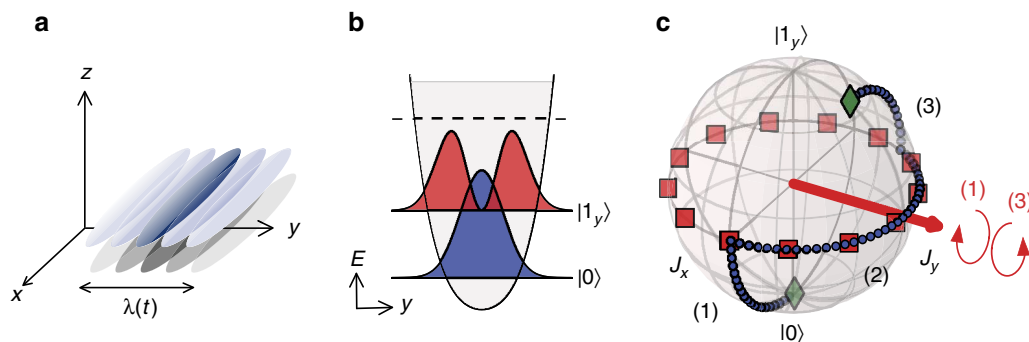 a
z
y
x
λ(t)
b
|1y⟩
|0⟩
E
y
c
|1y⟩
(3)
(1)
(3)
Jx
Jy
(2)
(1)
|0⟩